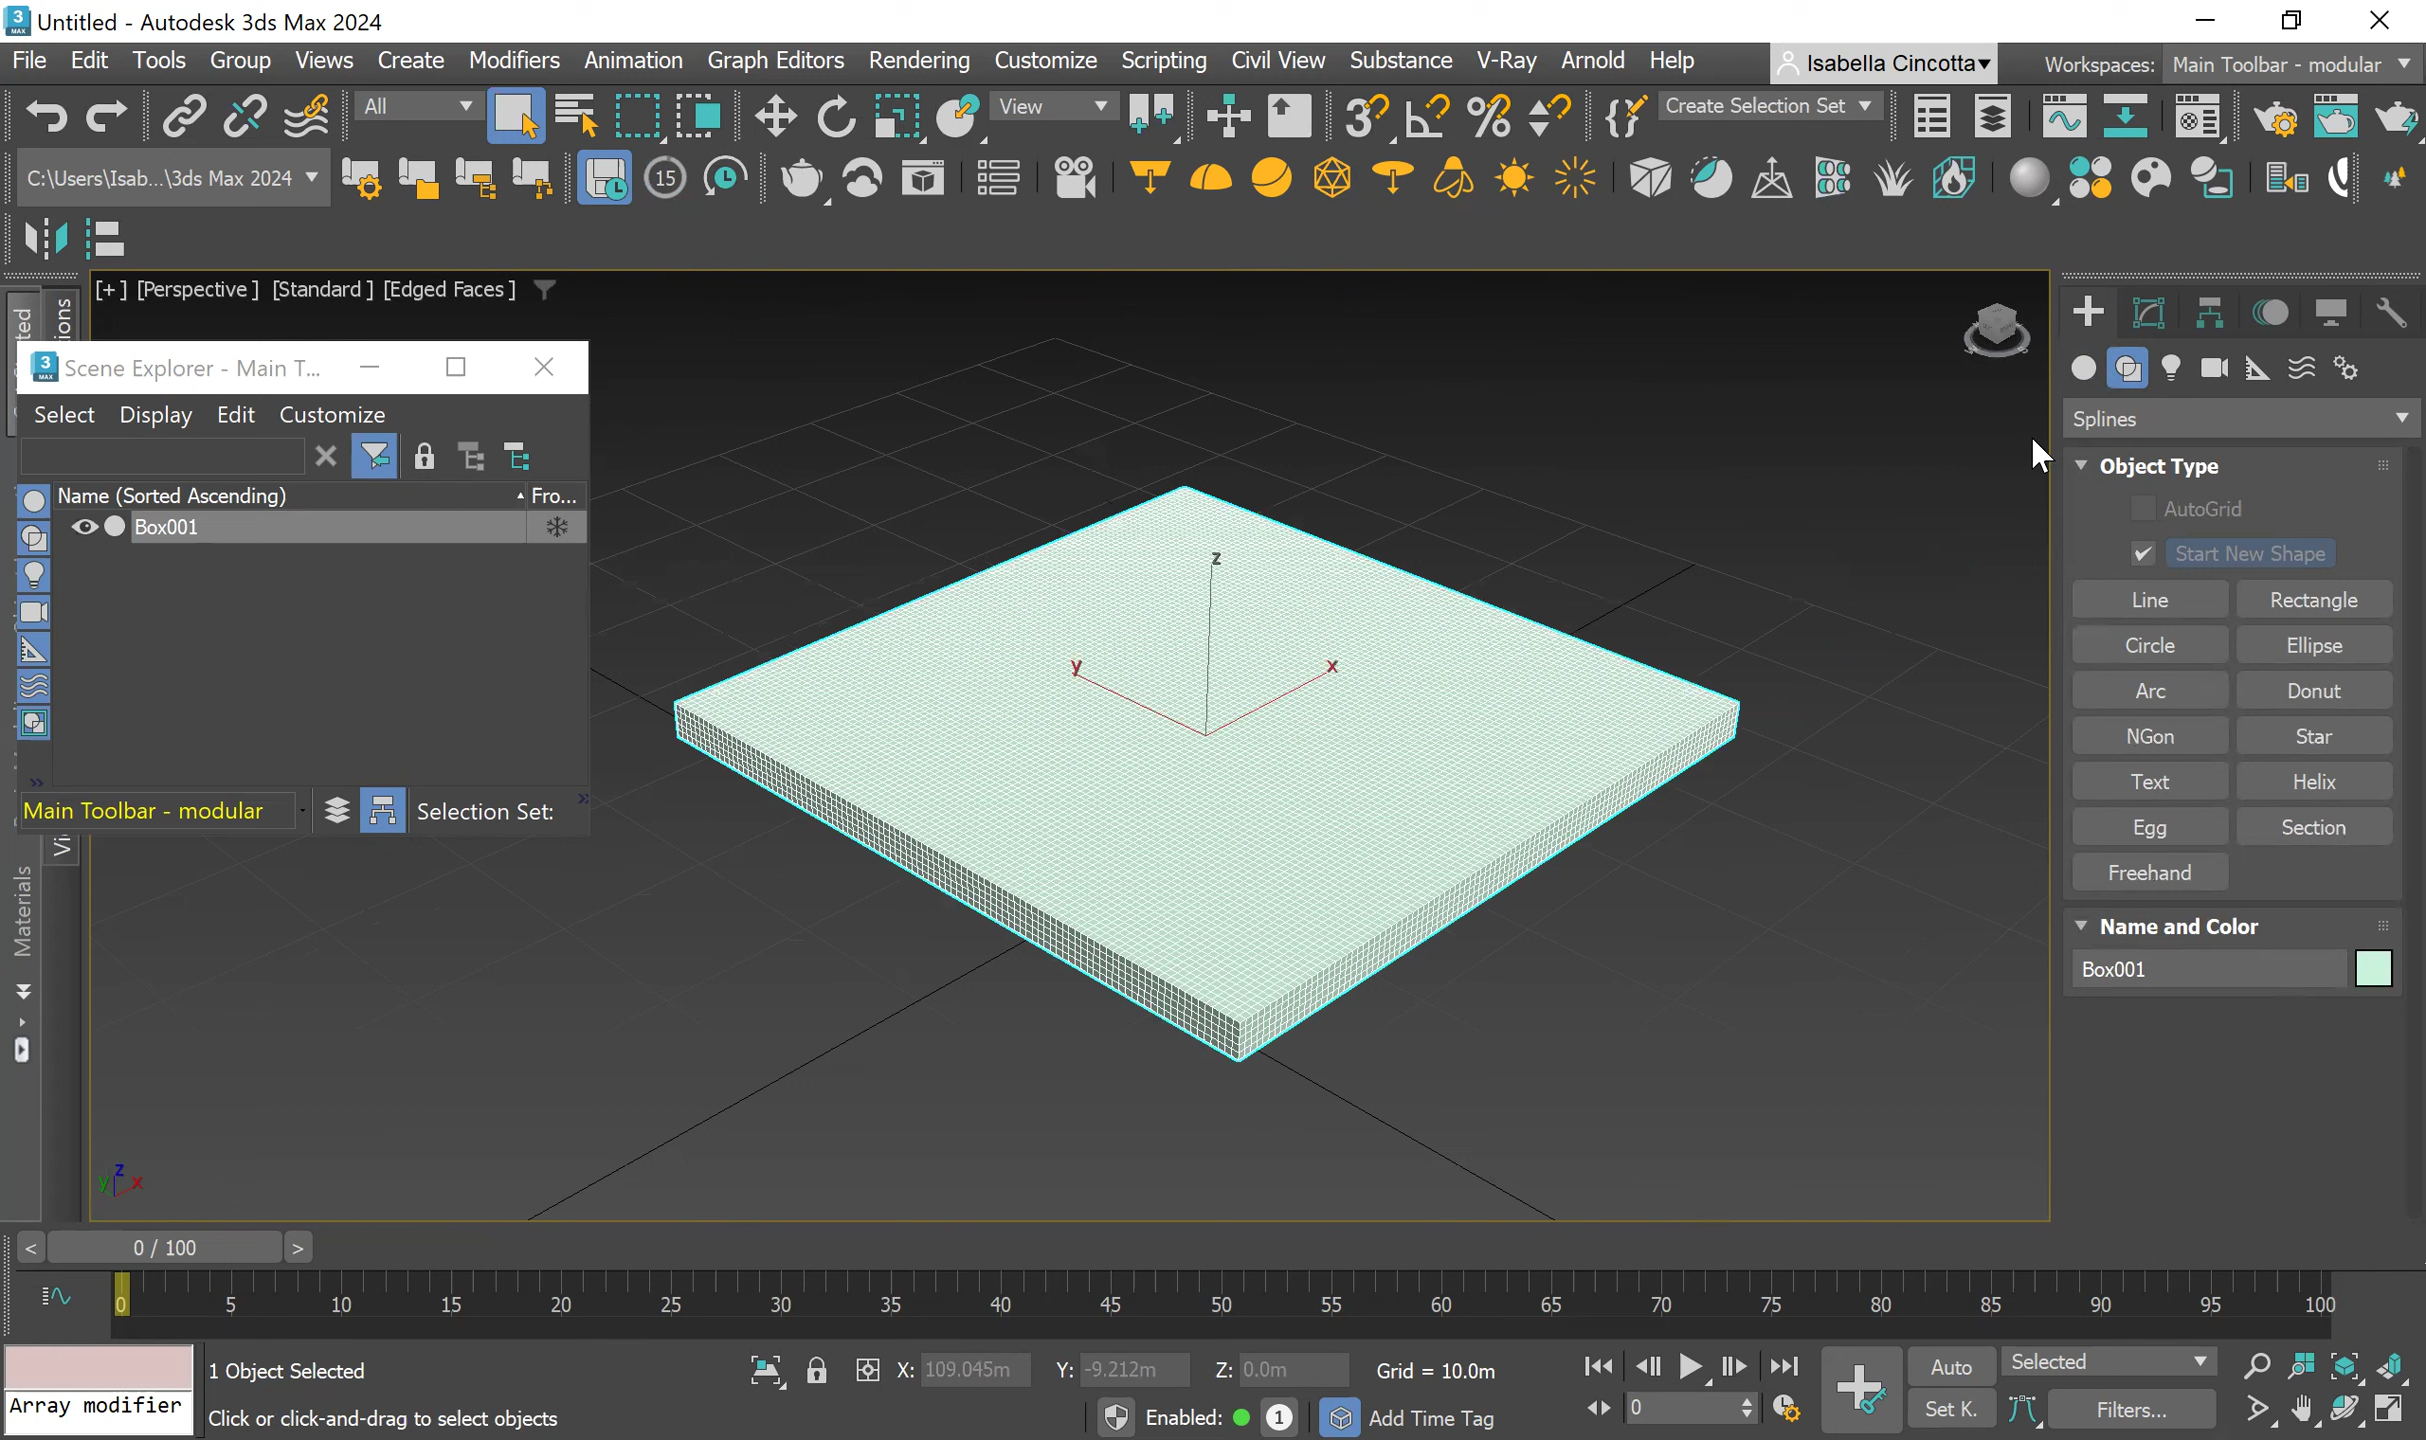 Untitled - Autodesk 3ds Max 2024
File Edit Tools Group Views Create Modifiers Animation Graph Editors Rendering Customize Scripting Civil View Substance V-Ray Arnold Help Isabella Cincotta Workspaces: Main Toolbar - modular
All View 3 Create Selection Set
C:\Users\Isab...\3ds Max 2024 15
[+] [Perspective] [Standard] [Edged Faces]
Scene Explorer - Main T...
Select Display Edit Customize
Name (Sorted Ascending) Fro...
Box001
Main Toolbar - modular Selection Set:
Materials
z
y
x
z
y x
Splines
Object Type
AutoGrid
Start New Shape
Line Rectangle
Circle Ellipse
Arc Donut
NGon Star
Text Helix
Egg Section
Freehand
Name and Color
Box001
< 0 / 100 >
0 5 10 15 20 25 30 35 40 45 50 55 60 65 70 75 80 85 90 95 100
1 Object Selected X: 109.045m Y: -9.212m Z: 0.0m Grid = 10.0m Auto Selected
Array modifier Click or click-and-drag to select objects Enabled: 1 Add Time Tag 0 Set K. Filters...